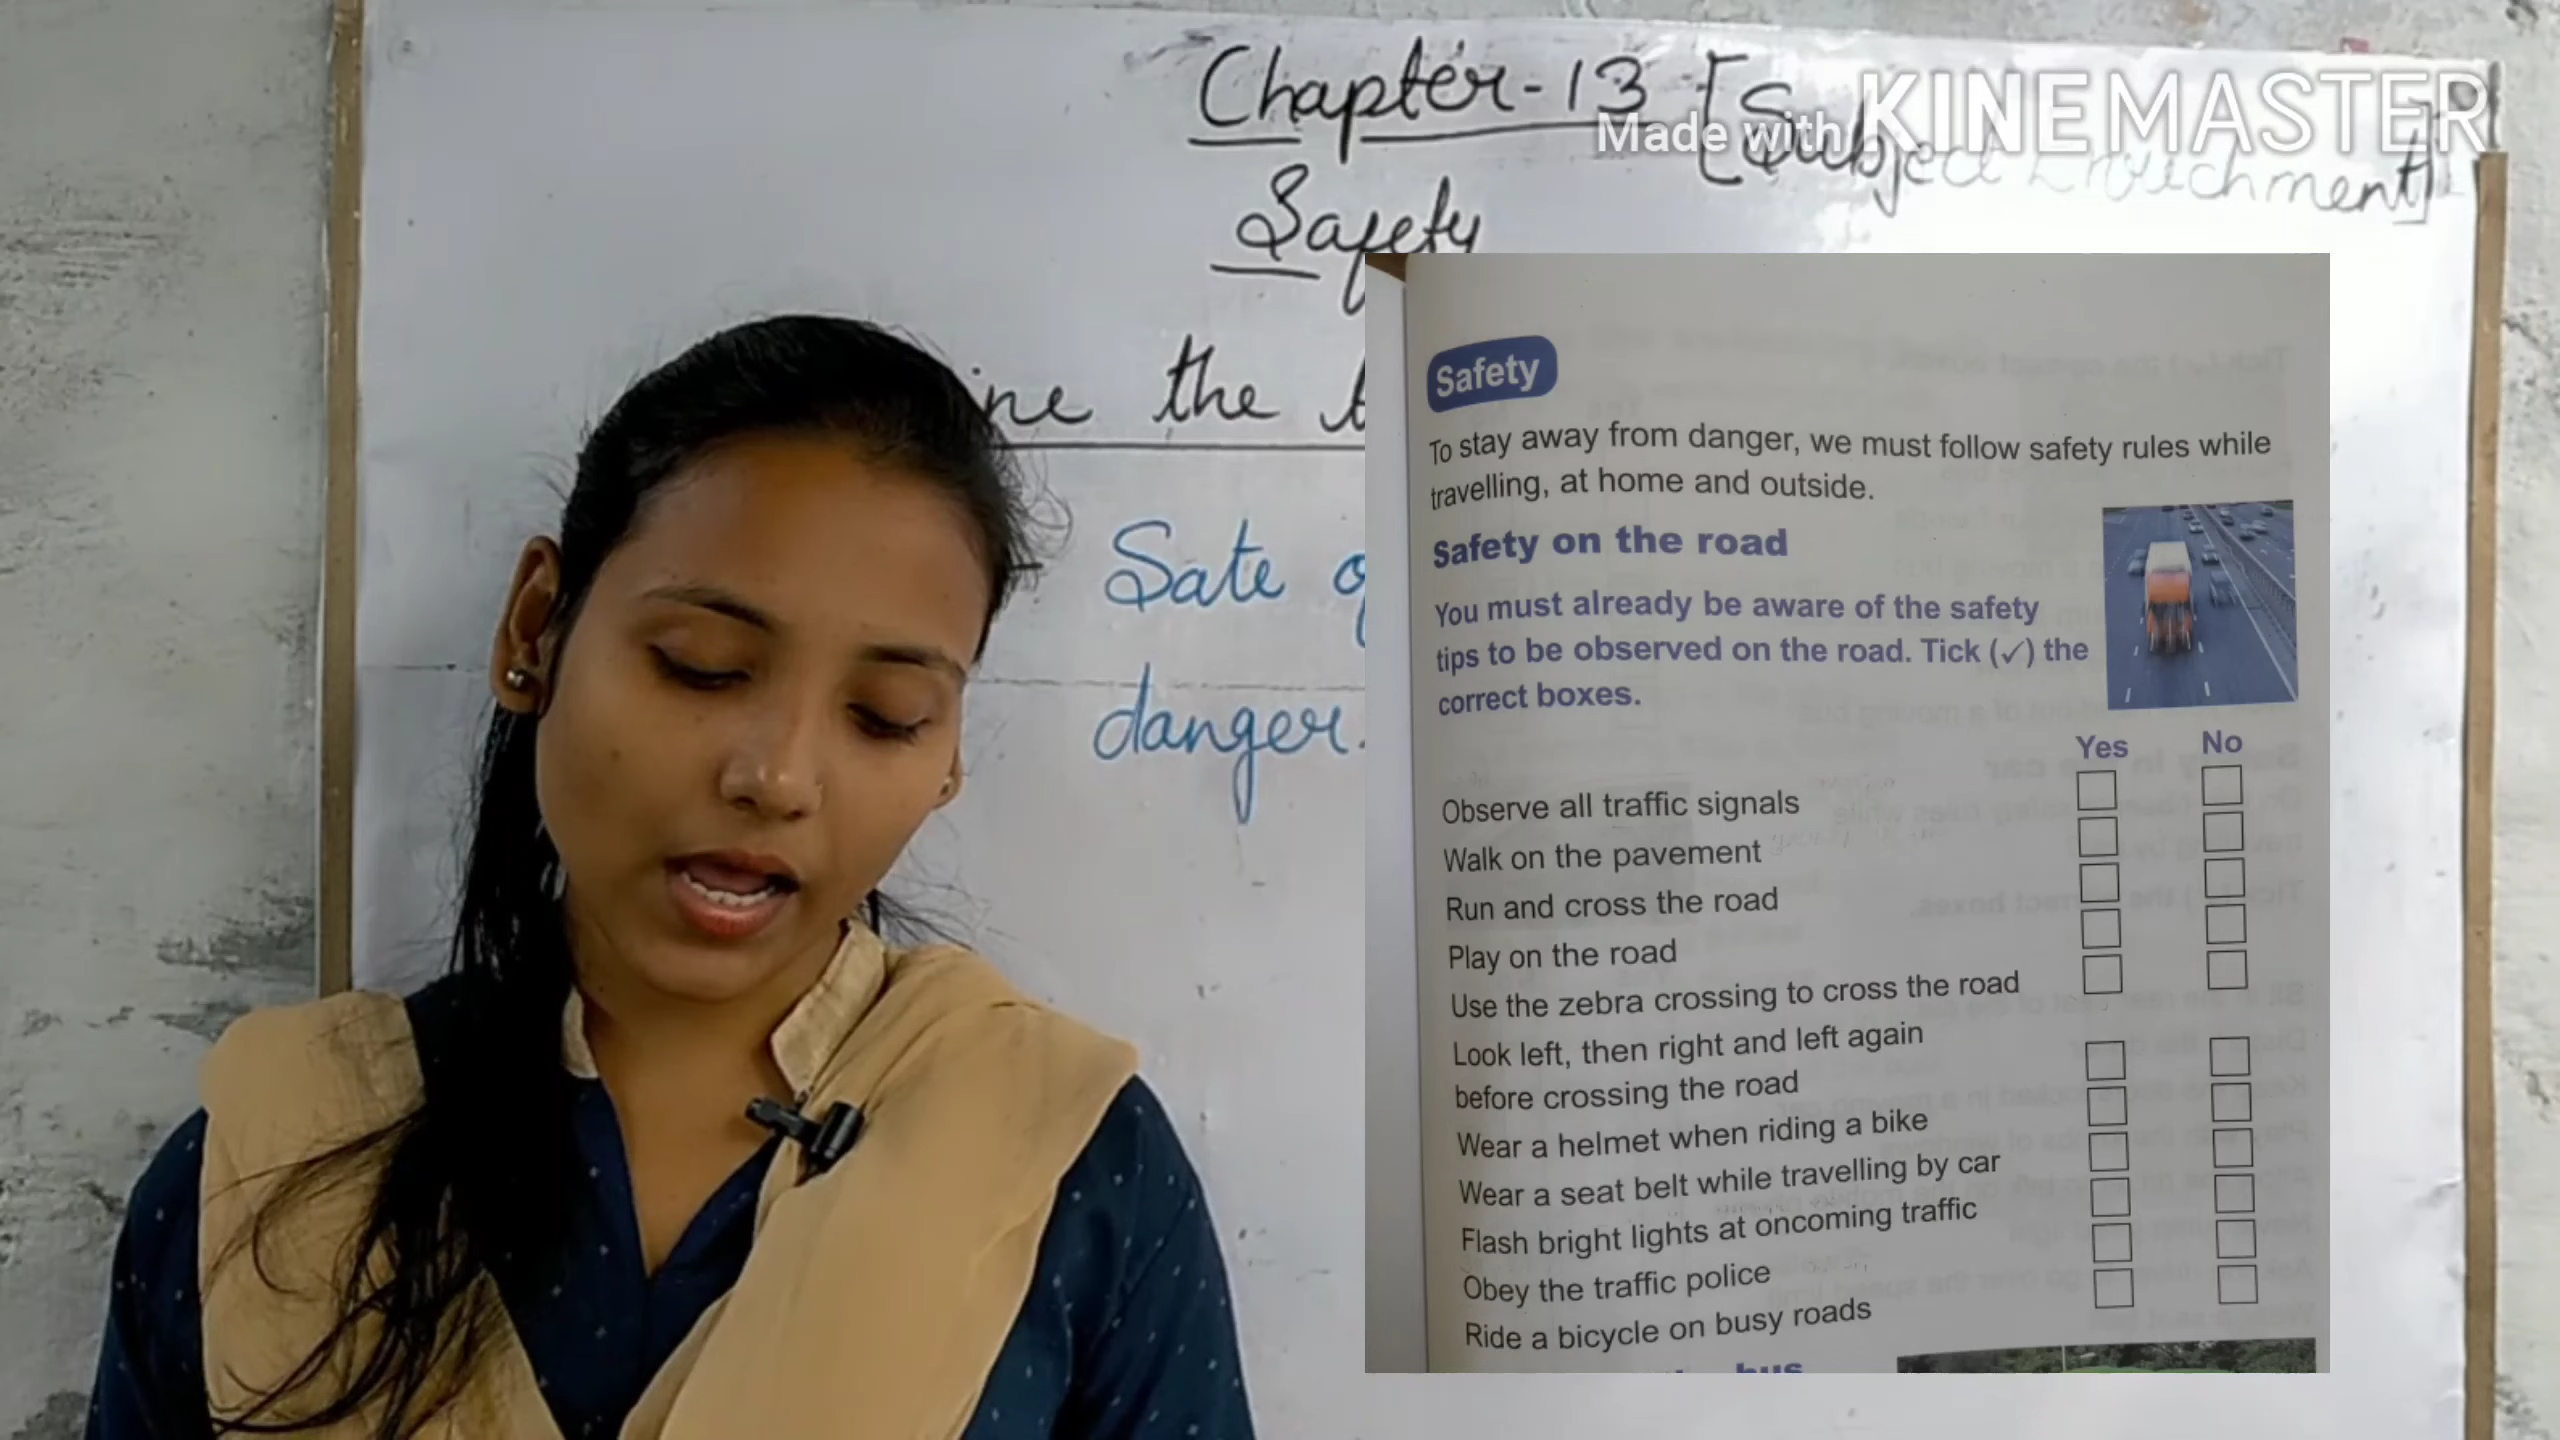 Chapter-13 [Subject Enrichment]
Made with KINEMASTER
Safety
ine the
Sate
danger.
Safety
To stay away from danger, we must follow safety rules while
travelling, at home and outside.
Safety on the road
You must already be aware of the safety
tips to be observed on the road. Tick (✓) the
correct boxes.
Yes No
Observe all traffic signals
Walk on the pavement
Run and cross the road
Play on the road
Use the zebra crossing to cross the road
Look left, then right and left again
before crossing the road
Wear a helmet when riding a bike
Wear a seat belt while travelling by car
Flash bright lights at oncoming traffic
Obey the traffic police
Ride a bicycle on busy roads
bus